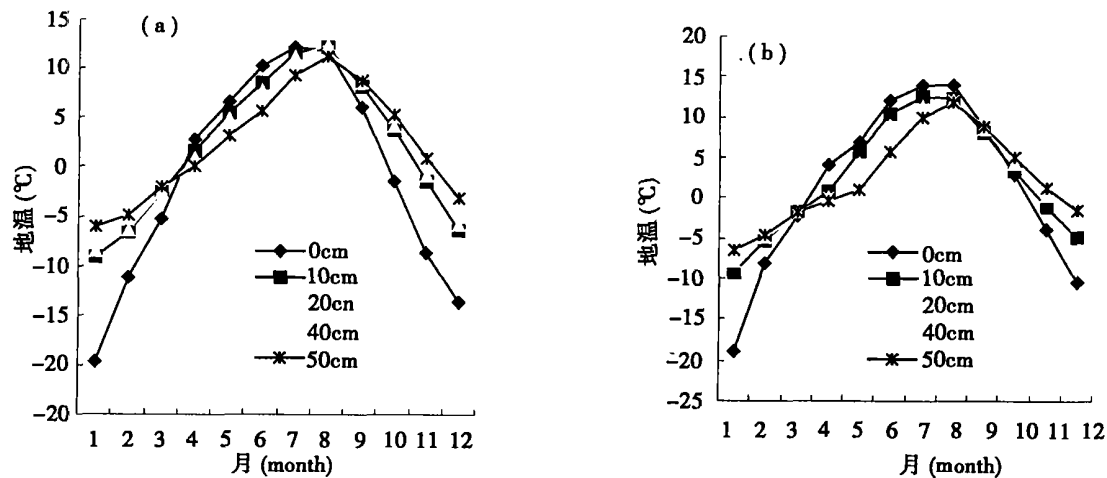 (a)
15
10
5
0
−5
−10
−15
−20
−20
地温 (℃)
0cm
10cm
20cn
40cm
50cm
1 2 3 4 5 6 7 8 9 10 11 12
月 (month)
.(b)
20
15
10
5
0
−5
−10
−15
−20
−25
地温 (℃)
0cm
10cm
20cm
40cm
50cm
1 2 3 4 5 6 7 8 9 10 11 12
月 (month)